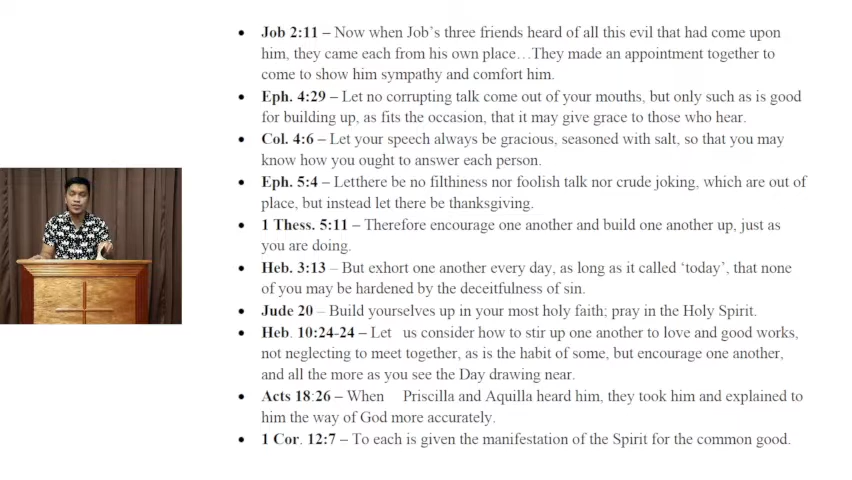 • Job 2:11 – Now when Job's three friends heard of all this evil that had come upon
him, they came each from his own place…They made an appointment together to
come to show him sympathy and comfort him.
• Eph. 4:29 – Let no corrupting talk come out of your mouths, but only such as is good
for building up, as fits the occasion, that it may give grace to those who hear.
• Col. 4:6 – Let your speech always be gracious, seasoned with salt, so that you may
know how you ought to answer each person.
• Eph. 5:4 – Letthere be no filthiness nor foolish talk nor crude joking, which are out of
place, but instead let there be thanksgiving.
• 1 Thess. 5:11 – Therefore encourage one another and build one another up, just as
you are doing.
• Heb. 3:13 – But exhort one another every day, as long as it called ‘today’, that none
of you may be hardened by the deceitfulness of sin.
• Jude 20 – Build yourselves up in your most holy faith; pray in the Holy Spirit.
• Heb. 10:24-24 – Let us consider how to stir up one another to love and good works,
not neglecting to meet together, as is the habit of some, but encourage one another,
and all the more as you see the Day drawing near.
• Acts 18:26 – When Priscilla and Aquilla heard him, they took him and explained to
him the way of God more accurately.
• 1 Cor. 12:7 – To each is given the manifestation of the Spirit for the common good.